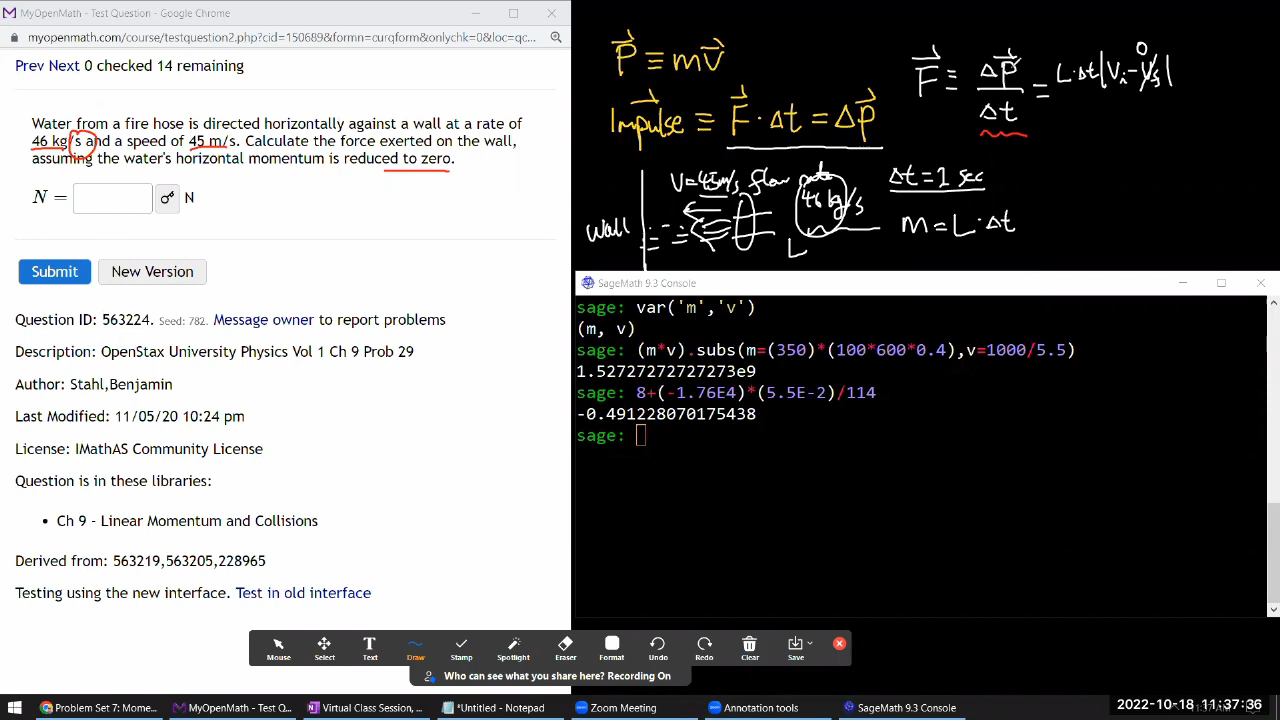 MyOpenMath - Test Question - Google Chrome
myopenmath.com/course/testquestion2.php?cid=150689&formn=curqform&onlychk=0&loc=qc...
Prev Next 0 checked 14 remaining
Water from a fire hose is directed horizontally against a wall at a rate of
46 kg/s and a speed of 45 m/s. Calculate the force exerted on the wall,
assuming the water's horizontal momentum is reduced to zero.
N = N
Submit New Version
Question ID: 563224. Seed: 782. Message owner to report problems
Description: OpenStax University Physics Vol 1 Ch 9 Prob 29
Author: Stahl,Benjamin
Last Modified: 11/05/20 10:24 pm
License: IMathAS Community License
Question is in these libraries:
• Ch 9 - Linear Momentum and Collisions
Derived from: 563219,563205,228965
Testing using the new interface. Test in old interface
P⃗ ≡ mv⃗
Impulse ≡ F⃗ · Δt = ΔP⃗
F⃗ = ΔP⃗ / Δt = L·Δt|Vi - Vf| 0
V=45m/s flow rate
46 kg/s
Δt = 1 sec
Wall
L
m = L · Δt
SageMath 9.3 Console
sage: var('m','v')
(m, v)
sage: (m*v).subs(m=(350)*(100*600*0.4),v=1000/5.5)
1.52727272727273e9
sage: 8+(-1.76E4)*(5.5E-2)/114
-0.491228070175438
sage:
Mouse Select Text Draw Stamp Spotlight Eraser Format Undo Redo Clear Save
Who can see what you share here? Recording On
Problem Set 7: Mome... MyOpenMath - Test Q... Virtual Class Session, ... *Untitled - Notepad Zoom Meeting Annotation tools SageMath 9.3 Console
2022-10-18 11:37:36